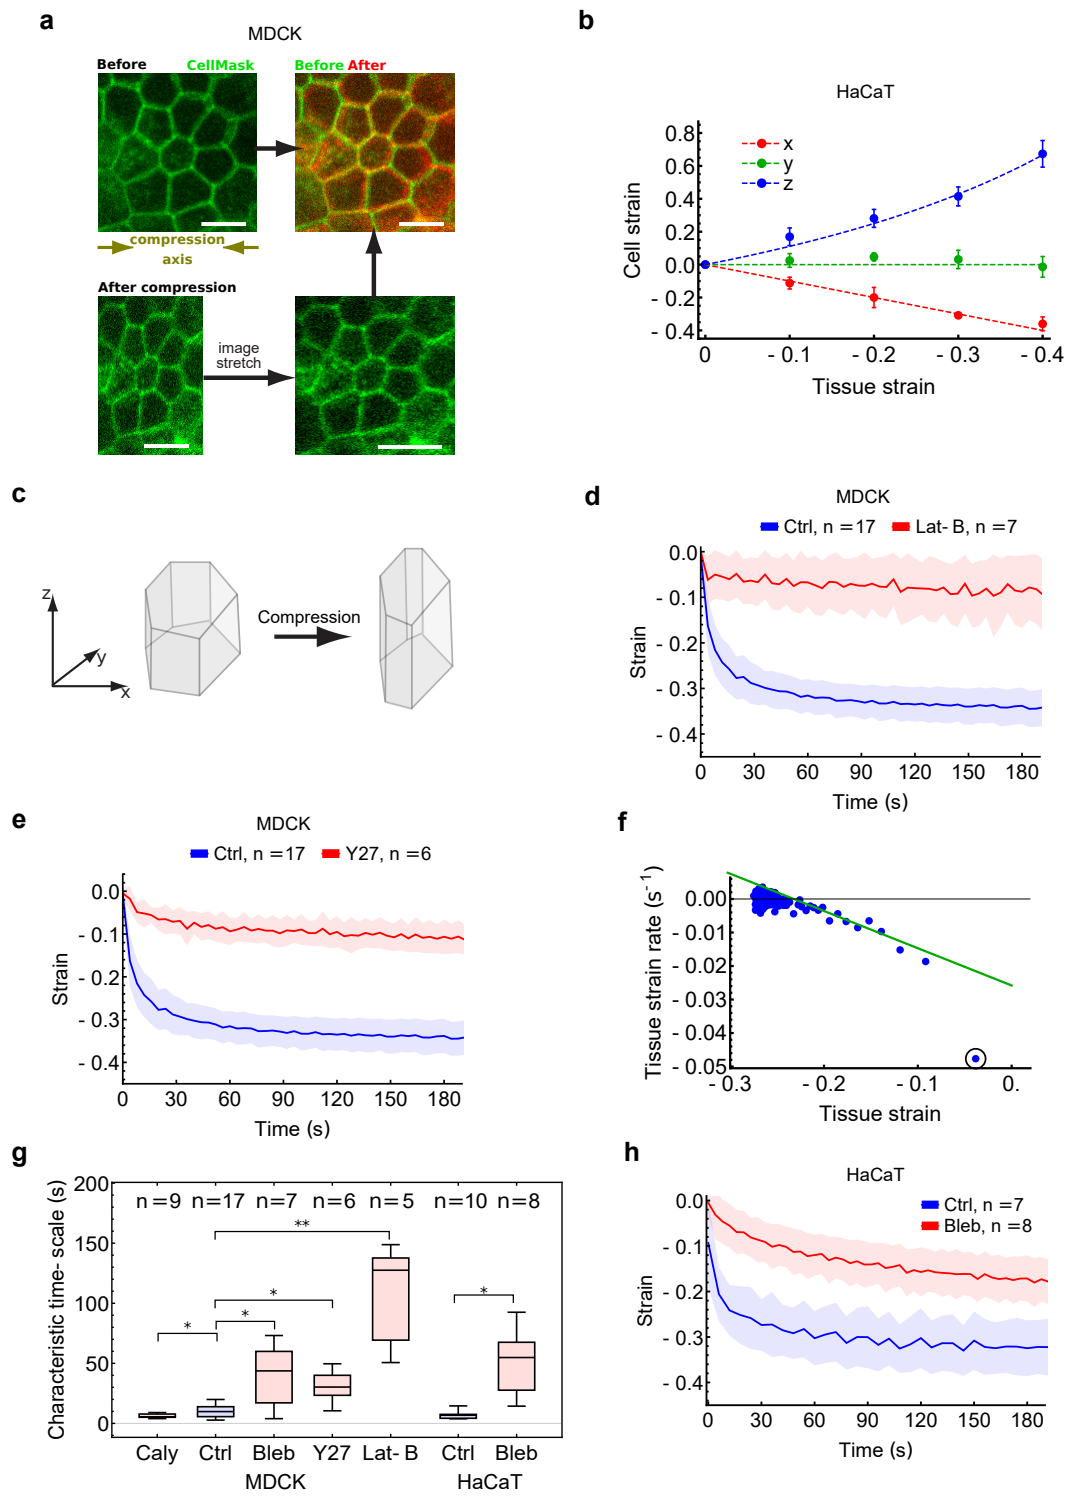 a
MDCK
Before
CellMask
Before After
compression
axis
After compression
image
stretch
b
HaCaT
x
y
z
Cell strain
0.8
0.6
0.4
0.2
0.0
- 0.2
- 0.4
0
- 0.1
- 0.2
- 0.3
- 0.4
Tissue strain
c
z
y
x
Compression
d
MDCK
Ctrl, n = 17
Lat- B, n = 7
Strain
0.0
- 0.1
- 0.2
- 0.3
- 0.4
0 30 60 90 120 150 180
Time (s)
e
MDCK
Ctrl, n = 17
Y27, n = 6
Strain
0.0
- 0.1
- 0.2
- 0.3
- 0.4
0 30 60 90 120 150 180
Time (s)
f
Tissue strain rate (s⁻¹)
0.00
- 0.01
- 0.02
- 0.03
- 0.04
- 0.05
- 0.3
- 0.2
- 0.1
0.
Tissue strain
g
Characteristic time- scale (s)
200
150
100
50
0
n=9 n=17 n=7 n=6 n=5 n=10 n=8
**
*
*
*
*
Caly Ctrl Bleb Y27 Lat- B Ctrl Bleb
MDCK
HaCaT
h
HaCaT
Ctrl, n = 7
Bleb, n = 8
Strain
0.0
- 0.1
- 0.2
- 0.3
- 0.4
0 30 60 90 120 150 180
Time (s)